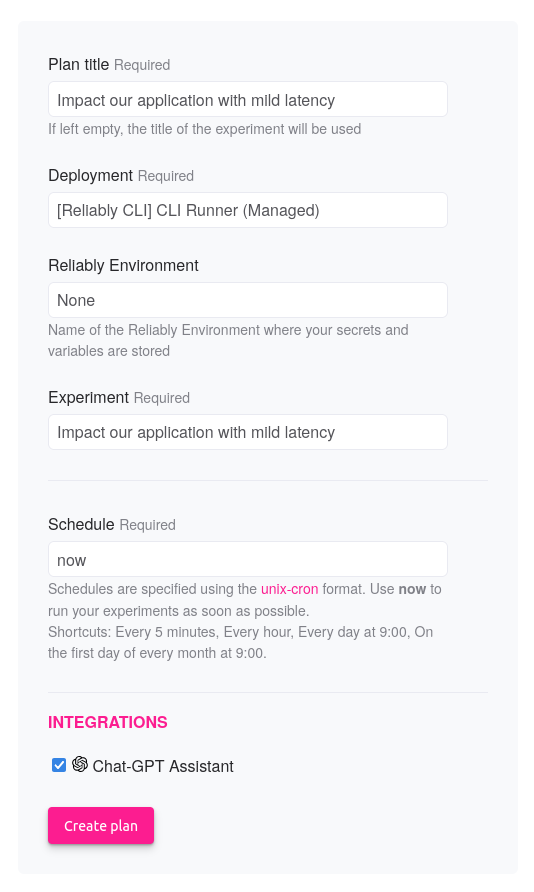 Plan title Required
Impact our application with mild latency
If left empty, the title of the experiment will be used
Deployment Required
[Reliably CLI] CLI Runner (Managed)
Reliably Environment
None
Name of the Reliably Environment where your secrets and
variables are stored
Experiment Required
Impact our application with mild latency
Schedule Required
now
Schedules are specified using the unix-cron format. Use now to
run your experiments as soon as possible.
Shortcuts: Every 5 minutes, Every hour, Every day at 9:00, On
the first day of every month at 9:00.
INTEGRATIONS
Chat-GPT Assistant
Create plan